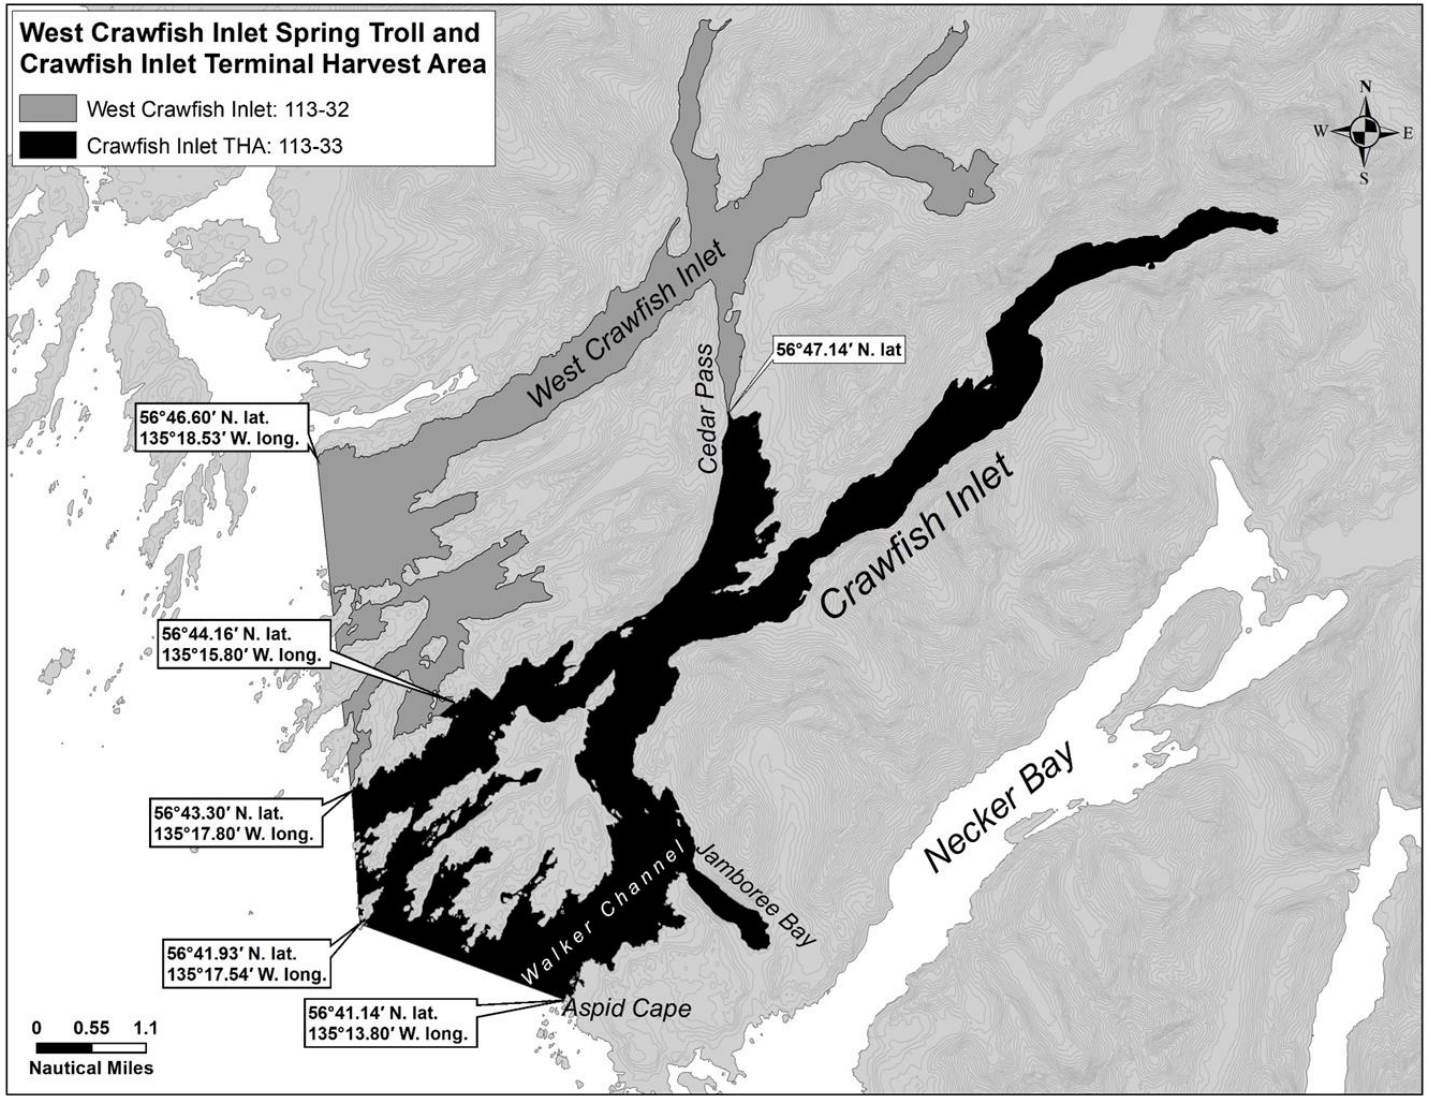 West Crawfish Inlet Spring Troll and
Crawfish Inlet Terminal Harvest Area
West Crawfish Inlet: 113-32
Crawfish Inlet THA: 113-33
N
W E
S
West Crawfish Inlet
56°47.14' N. lat
Cedar Pass
56°46.60' N. lat.
135°18.53' W. long.
Crawfish Inlet
56°44.16' N. lat.
135°15.80' W. long.
Necker Bay
56°43.30' N. lat.
135°17.80' W. long.
Jamboree Bay
Walker Channel
56°41.93' N. lat.
135°17.54' W. long.
56°41.14' N. lat.
135°13.80' W. long.
Aspid Cape
0 0.55 1.1
Nautical Miles